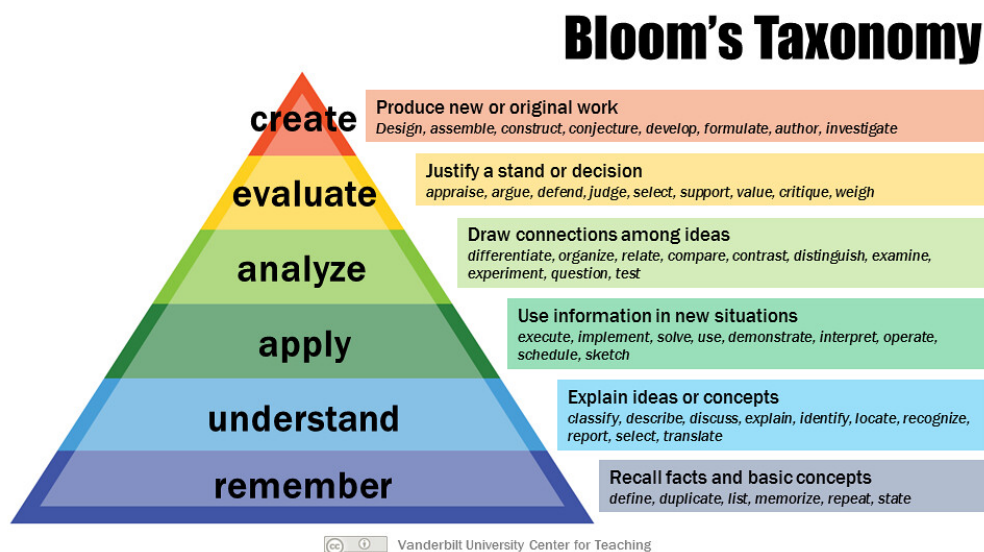 Bloom's Taxonomy
create
Produce new or original work
Design, assemble, construct, conjecture, develop, formulate, author, investigate
evaluate
Justify a stand or decision
appraise, argue, defend, judge, select, support, value, critique, weigh
analyze
Draw connections among ideas
differentiate, organize, relate, compare, contrast, distinguish, examine,
experiment, question, test
apply
Use information in new situations
execute, implement, solve, use, demonstrate, interpret, operate,
schedule, sketch
understand
Explain ideas or concepts
classify, describe, discuss, explain, identify, locate, recognize,
report, select, translate
remember
Recall facts and basic concepts
define, duplicate, list, memorize, repeat, state
cc
Vanderbilt University Center for Teaching